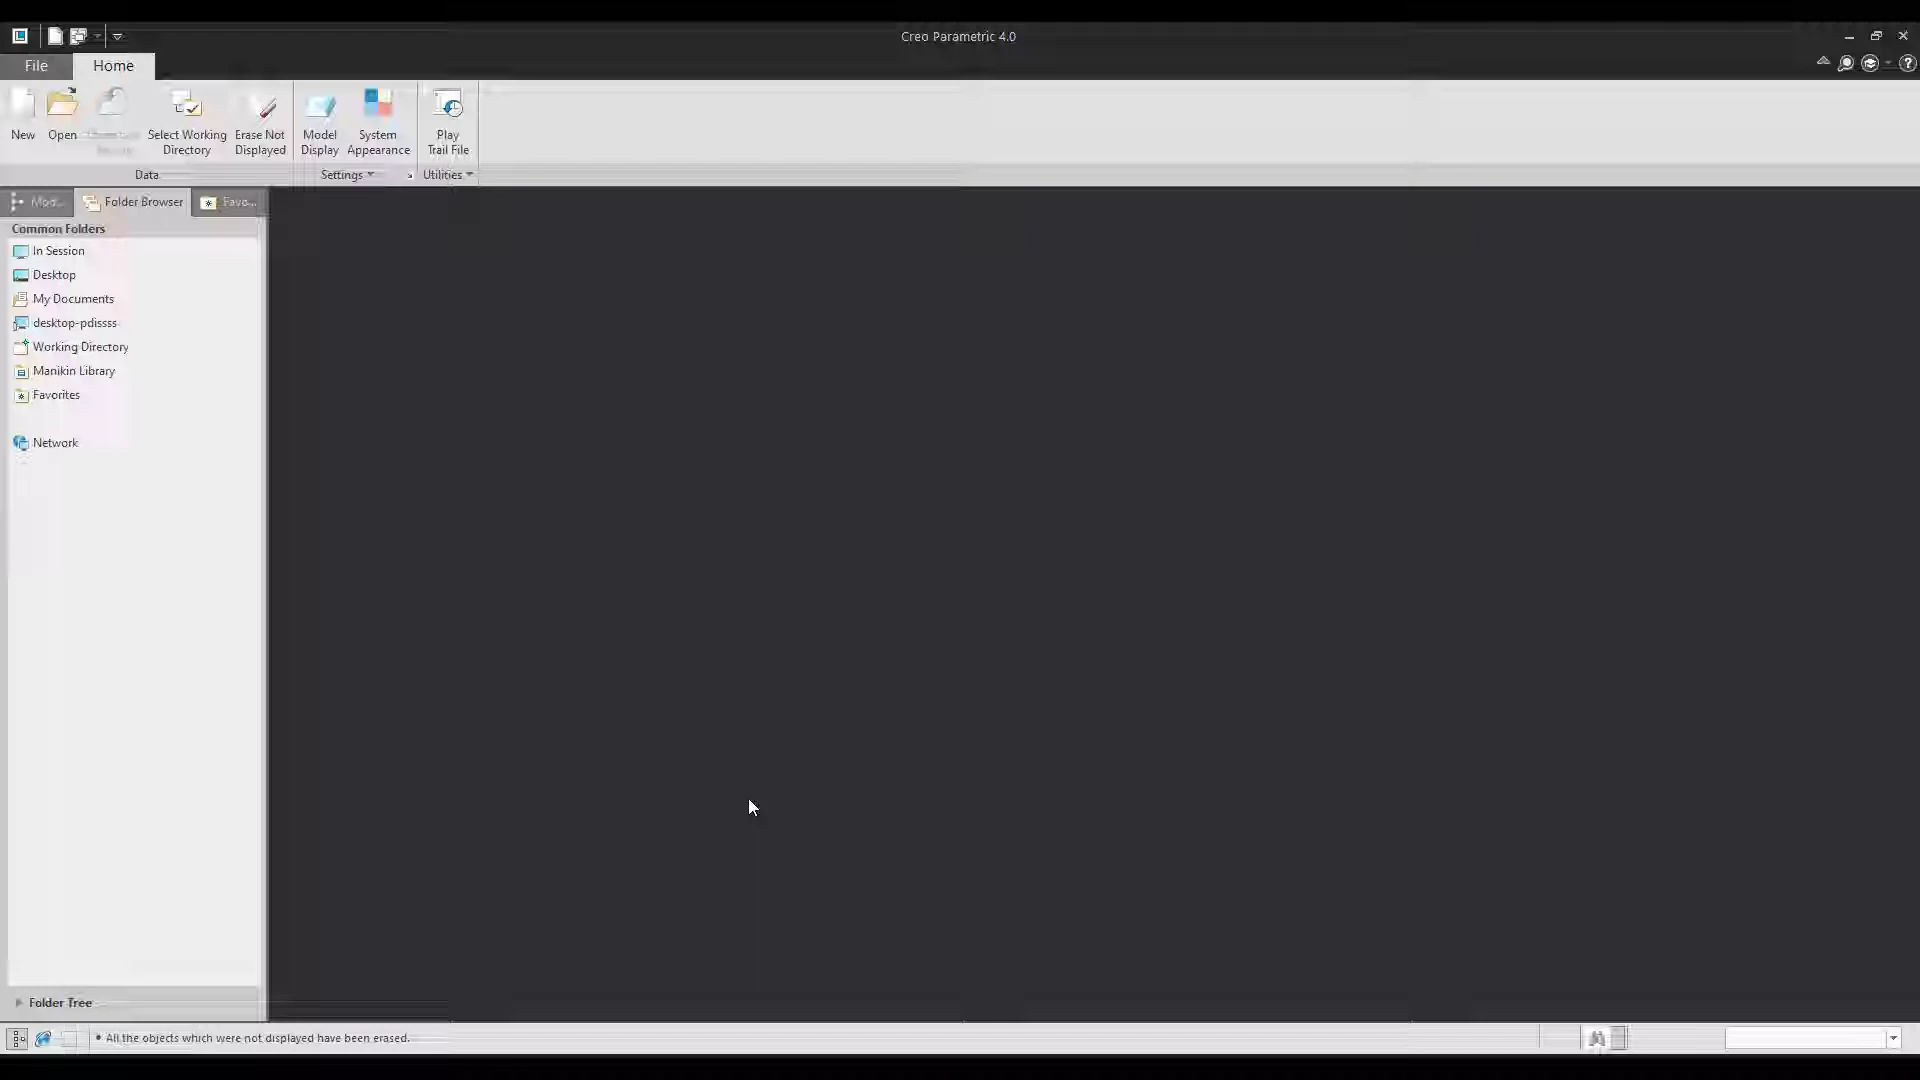 Creo Parametric 4.0
File
Home
New
Open
Select Working
Directory
Erase Not
Displayed
Model
Display
System
Appearance
Play
Trail File
Data
Settings
Utilities
Mod...
Folder Browser
Favo...
Common Folders
In Session
Desktop
My Documents
desktop-pdissss
Working Directory
Manikin Library
Favorites
Network
Folder Tree
• All the objects which were not displayed have been erased.